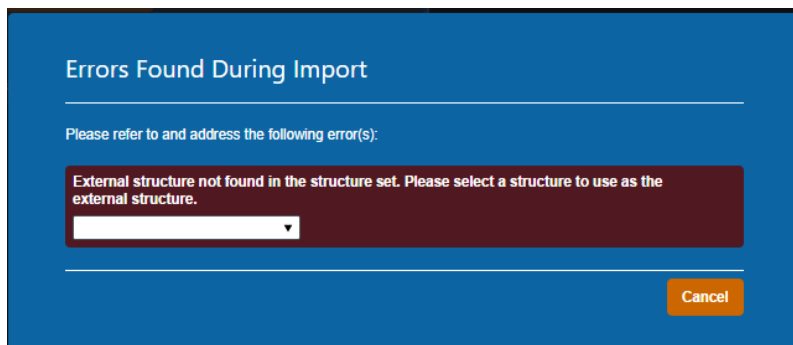 Errors Found During Import
Please refer to and address the following error(s):
External structure not found in the structure set. Please select a structure to use as the
external structure.
Cancel